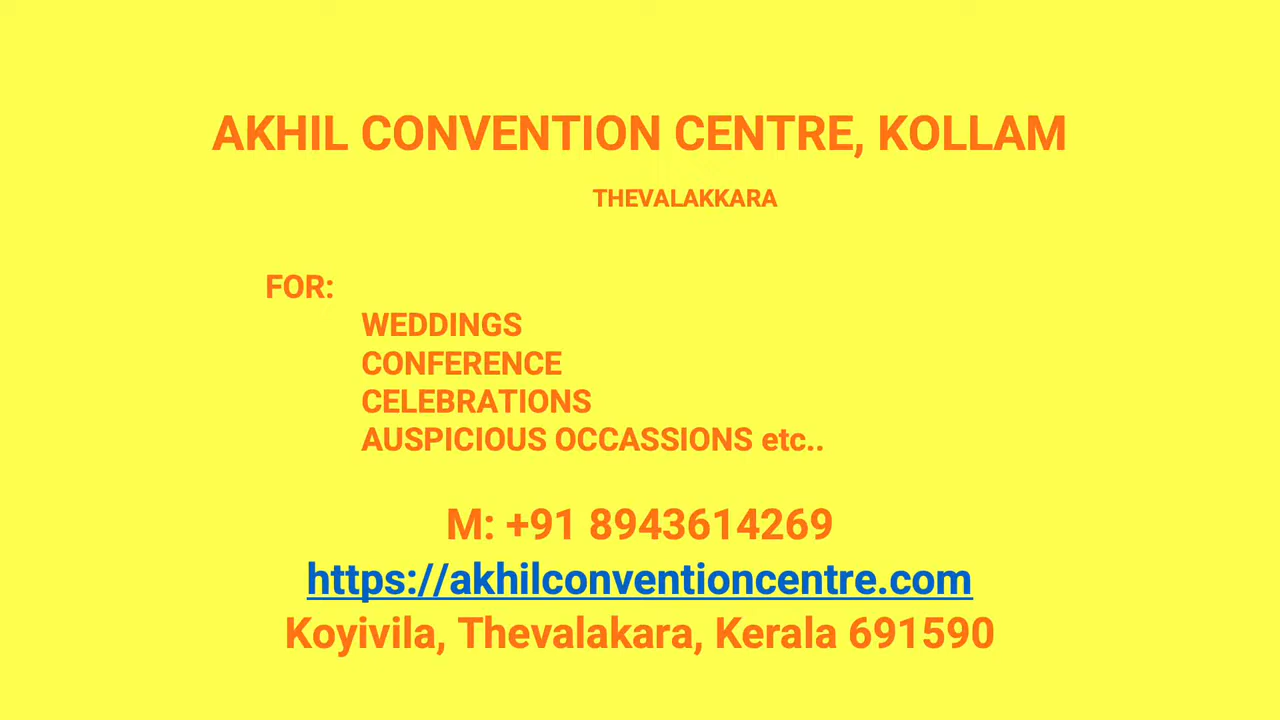 AKHIL CONVENTION CENTRE, KOLLAM
THEVALAKKARA
FOR:
WEDDINGS
CONFERENCE
CELEBRATIONS
AUSPICIOUS OCCASSIONS etc..
M: +91 8943614269
https://akhilconventioncentre.com
Koyivila, Thevalakara, Kerala 691590